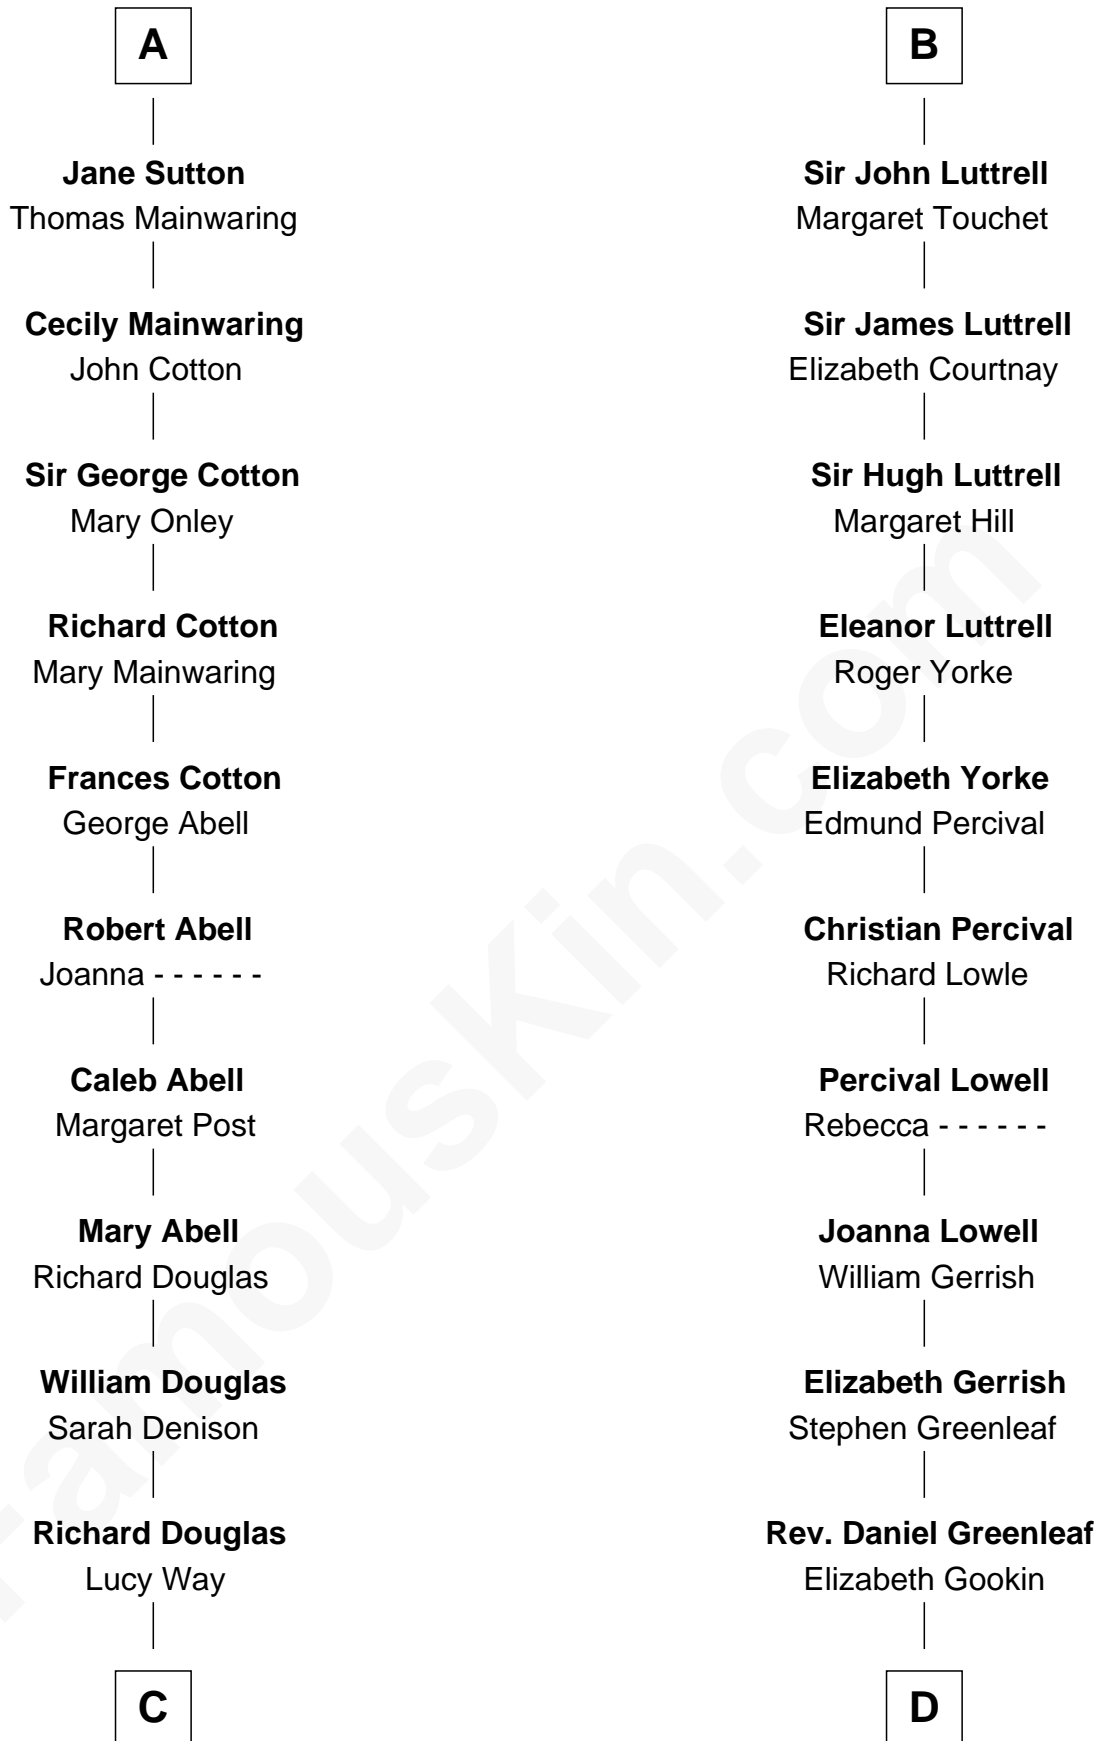 A
Jane Sutton
Thomas Mainwaring
Cecily Mainwaring
John Cotton
Sir George Cotton
Mary Onley
Richard Cotton
Mary Mainwaring
Frances Cotton
George Abell
Robert Abell
Joanna - - - - - -
Caleb Abell
Margaret Post
Mary Abell
Richard Douglas
William Douglas
Sarah Denison
Richard Douglas
Lucy Way
C
B
Sir John Luttrell
Margaret Touchet
Sir James Luttrell
Elizabeth Courtnay
Sir Hugh Luttrell
Margaret Hill
Eleanor Luttrell
Roger Yorke
Elizabeth Yorke
Edmund Percival
Christian Percival
Richard Lowle
Percival Lowell
Rebecca - - - - - -
Joanna Lowell
William Gerrish
Elizabeth Gerrish
Stephen Greenleaf
Rev. Daniel Greenleaf
Elizabeth Gookin
D
FamousKin.com